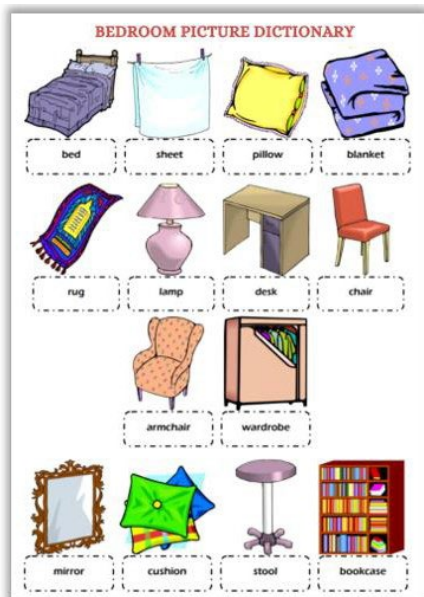 BEDROOM PICTURE DICTIONARY
bed sheet pillow blanket
rug lamp desk chair
armchair wardrobe
mirror cushion stool bookcase